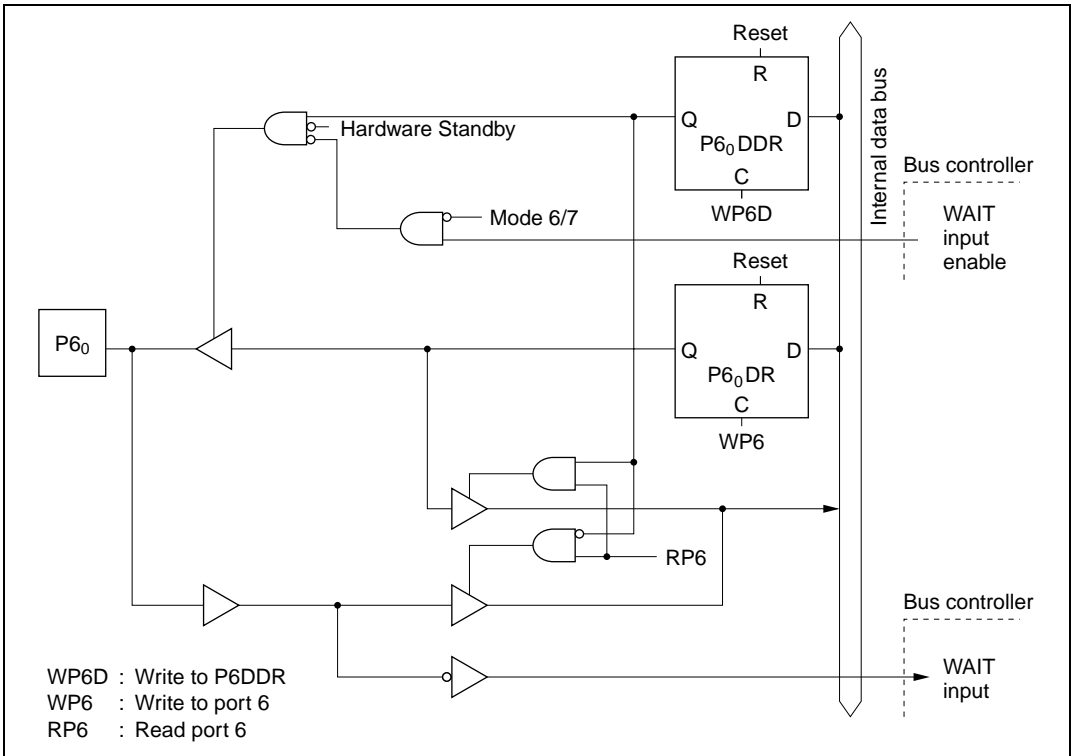 Reset
R
Hardware Standby
Q
D
P6₀DDR
C
WP6D
Internal data bus
Bus controller
WAIT
input
enable
Mode 6/7
Reset
R
P6₀
Q
D
P6₀DR
C
WP6
RP6
Bus controller
WAIT
input
WP6D : Write to P6DDR
WP6 : Write to port 6
RP6 : Read port 6